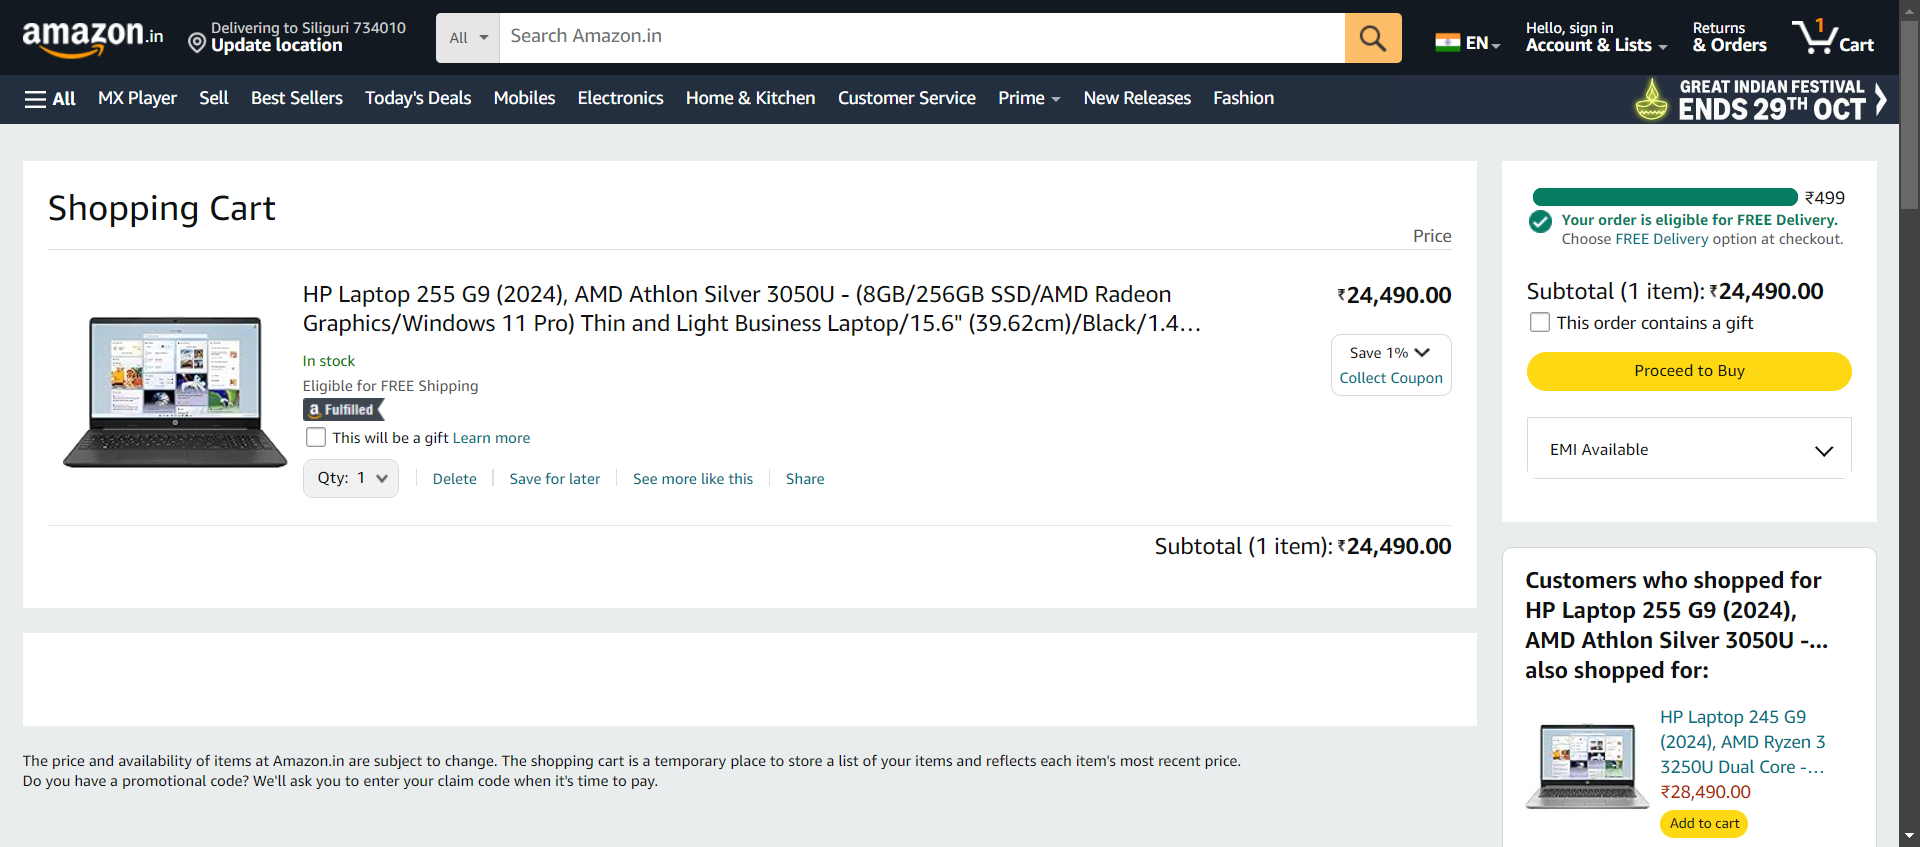 amazon.in
Delivering to Siliguri 734010
Update location
All
Search Amazon.in
EN
Hello, sign in
Account & Lists
Returns
& Orders
1
Cart
All
MX Player
Sell
Best Sellers
Today's Deals
Mobiles
Electronics
Home & Kitchen
Customer Service
Prime
New Releases
Fashion
GREAT INDIAN FESTIVAL
ENDS 29TH OCT
Shopping Cart
Price
HP Laptop 255 G9 (2024), AMD Athlon Silver 3050U - (8GB/256GB SSD/AMD Radeon
Graphics/Windows 11 Pro) Thin and Light Business Laptop/15.6" (39.62cm)/Black/1.4…
₹24,490.00
In stock
Eligible for FREE Shipping
a Fulfilled
This will be a gift Learn more
Save 1%
Collect Coupon
Qty: 1
Delete
Save for later
See more like this
Share
Subtotal (1 item): ₹24,490.00
The price and availability of items at Amazon.in are subject to change. The shopping cart is a temporary place to store a list of your items and reflects each item's most recent price.
Do you have a promotional code? We'll ask you to enter your claim code when it's time to pay.
₹499
Your order is eligible for FREE Delivery.
Choose FREE Delivery option at checkout.
Subtotal (1 item): ₹24,490.00
This order contains a gift
Proceed to Buy
EMI Available
Customers who shopped for
HP Laptop 255 G9 (2024),
AMD Athlon Silver 3050U -...
also shopped for:
HP Laptop 245 G9
(2024), AMD Ryzen 3
3250U Dual Core -…
₹28,490.00
Add to cart